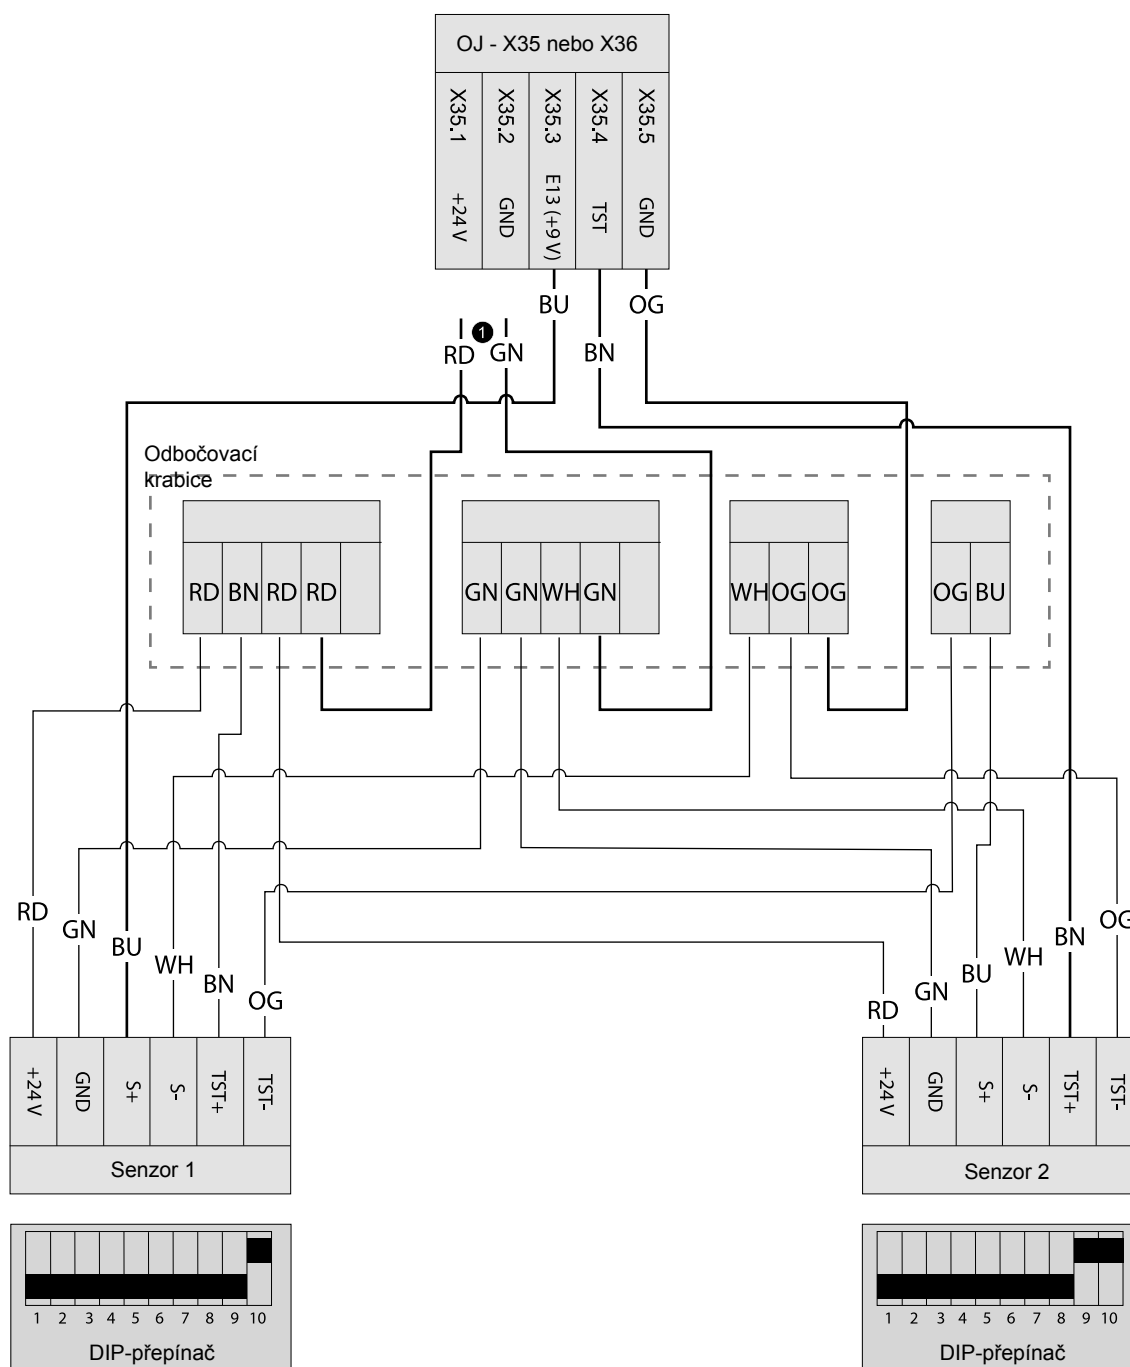 OJ - X35 nebo X36
X35.1 +24 V
X35.2 GND
X35.3 E13 (+9 V)
X35.4 TST
X35.5 GND
BU OG
1
RD GN BN
Odbočovací
krabice
RD BN RD RD GN GN WH GN WH OG OG OG BU
RD GN BU WH BN OG
RD GN BU WH BN OG
+24 V GND S+ S- TST+ TST-
Senzor 1
+24 V GND S+ S- TST+ TST-
Senzor 2
1 2 3 4 5 6 7 8 9 10
DIP-přepínač
1 2 3 4 5 6 7 8 9 10
DIP-přepínač